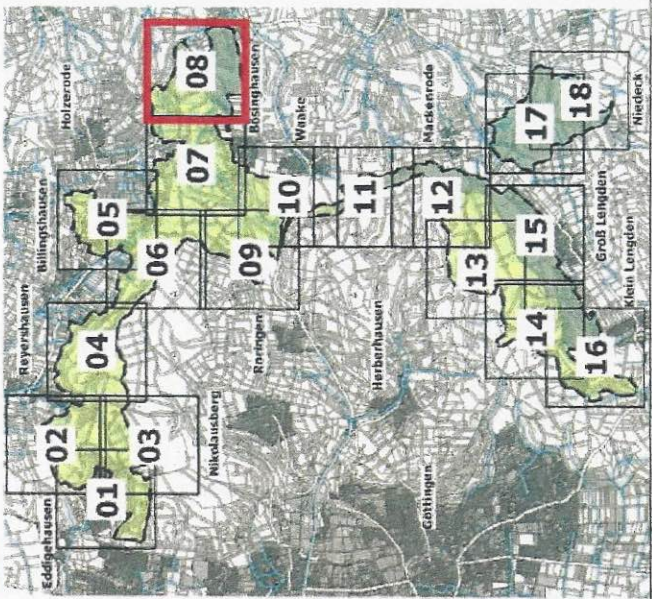 Reyershausen
Billingshausen
Eddigehausen
Holzerode
02
04
01
05
03
06
07
08
Nikolausberg
09
Roringen
Bösinghausen
10
Waake
11
Herberhausen
Göttingen
Mackenrode
12
13
14
15
17
18
16
Groß Lengden
Klein Lengden
Niedeck